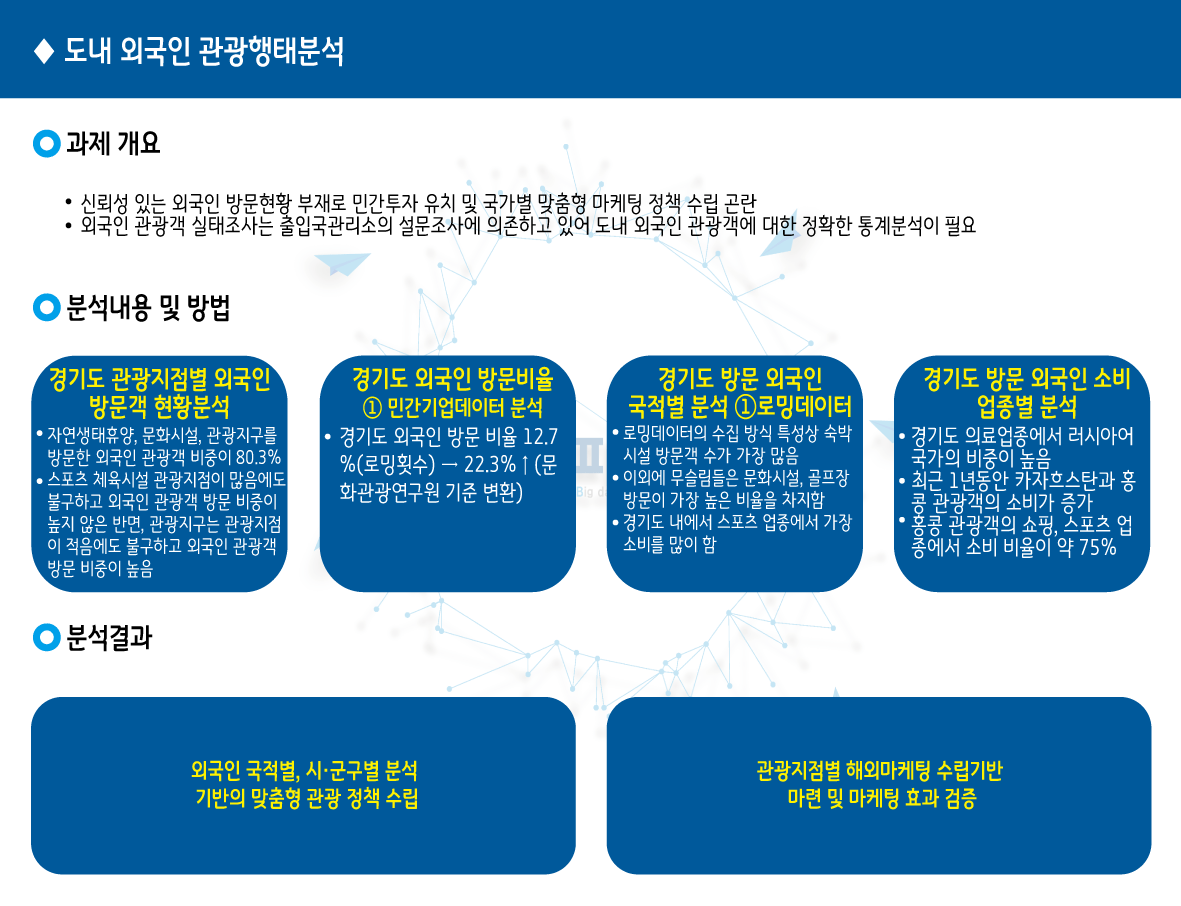 ◆ 도내 외국인 관광행태분석
과제 개요
• 신뢰성 있는 외국인 방문현황 부재로 민간투자 유치 및 국가별 맞춤형 마케팅 정책 수립 곤란
• 외국인 관광객 실태조사는 출입국관리소의 설문조사에 의존하고 있어 도내 외국인 관광객에 대한 정확한 통계분석이 필요
분석내용 및 방법
경기도 관광지점별 외국인
방문객 현황분석
• 자연생태휴양, 문화시설, 관광지구를
방문한 외국인 관광객 비중이 80.3%
• 스포츠 체육시설 관광지점이 많음에도
불구하고 외국인 관광객 방문 비중이
높지 않은 반면, 관광지구는 관광지점
이 적음에도 불구하고 외국인 관광객
방문 비중이 높음
경기도 외국인 방문비율
① 민간기업데이터 분석
• 경기도 외국인 방문 비율 12.7
%(로밍횟수) → 22.3%↑(문
화관광연구원 기준 변환)
경기도 방문 외국인
국적별 분석 ①로밍데이터
• 로밍데이터의 수집 방식 특성상 숙박
시설 방문객 수가 가장 많음
• 이외에 무슬림들은 문화시설, 골프장
방문이 가장 높은 비율을 차지함
• 경기도 내에서 스포츠 업종에서 가장
소비를 많이 함
경기도 방문 외국인 소비
업종별 분석
• 경기도 의료업종에서 러시아어
국가의 비중이 높음
• 최근 1년동안 카자흐스탄과 홍
콩 관광객의 소비가 증가
• 홍콩 관광객의 쇼핑, 스포츠 업
종에서 소비 비율이 약 75%
Big
분석결과
외국인 국적별, 시·군구별 분석
기반의 맞춤형 관광 정책 수립
관광지점별 해외마케팅 수립기반
마련 및 마케팅 효과 검증